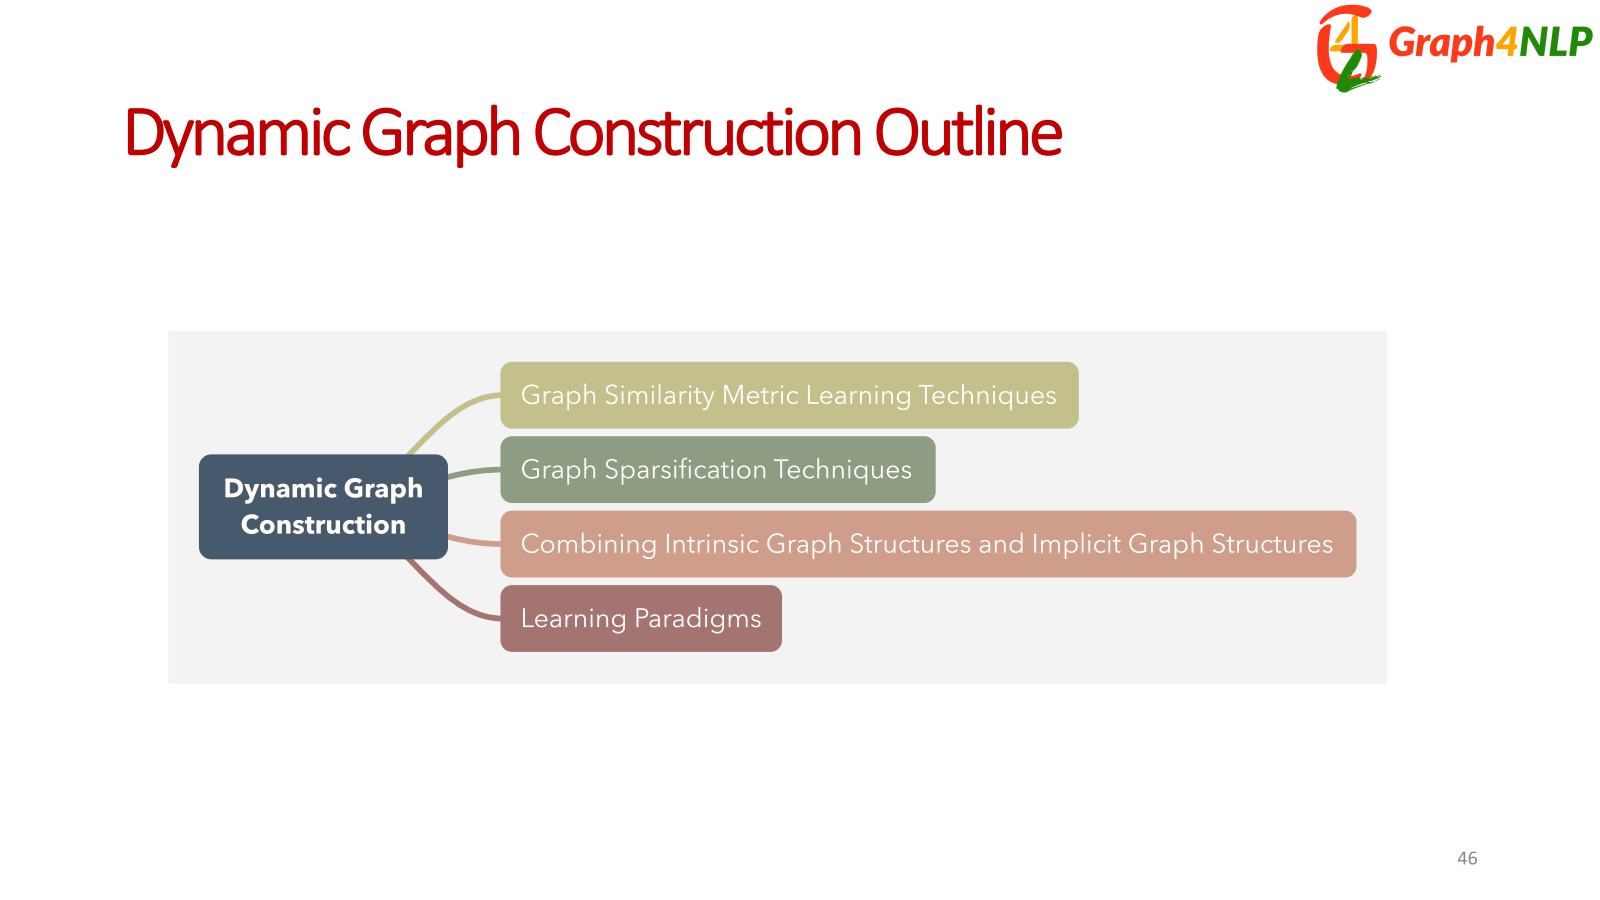 Graph4NLP
Dynamic Graph Construction Outline
Graph Similarity Metric Learning Techniques
Graph Sparsification Techniques
Dynamic Graph
Construction
Combining Intrinsic Graph Structures and Implicit Graph Structures
Learning Paradigms
46